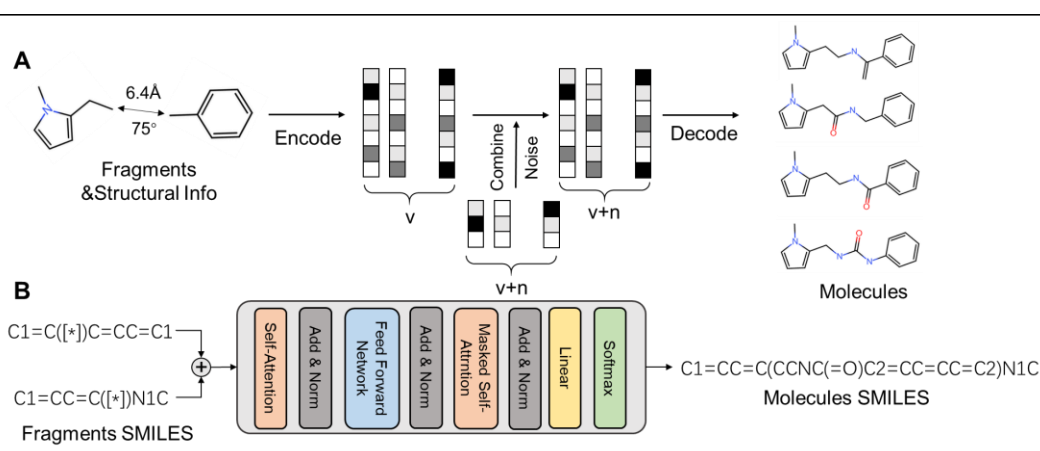 A
6.4Å
75°
Fragments
&Structural Info
Encode
v
Combine
Noise
v+n
v+n
Decode
N
N
N
N
O
N
N
O
N
N
O
N
Molecules
B
C1=C([*])C=CC=C1
C1=CC=C([*])N1C
Fragments SMILES
+
Self-Attention
Add & Norm
Feed Forward
Network
Add & Norm
Masked Self-
Attrntion
Add & Norm
Linear
Softmax
C1=CC=C(CCNC(=O)C2=CC=CC=C2)N1C
Molecules SMILES